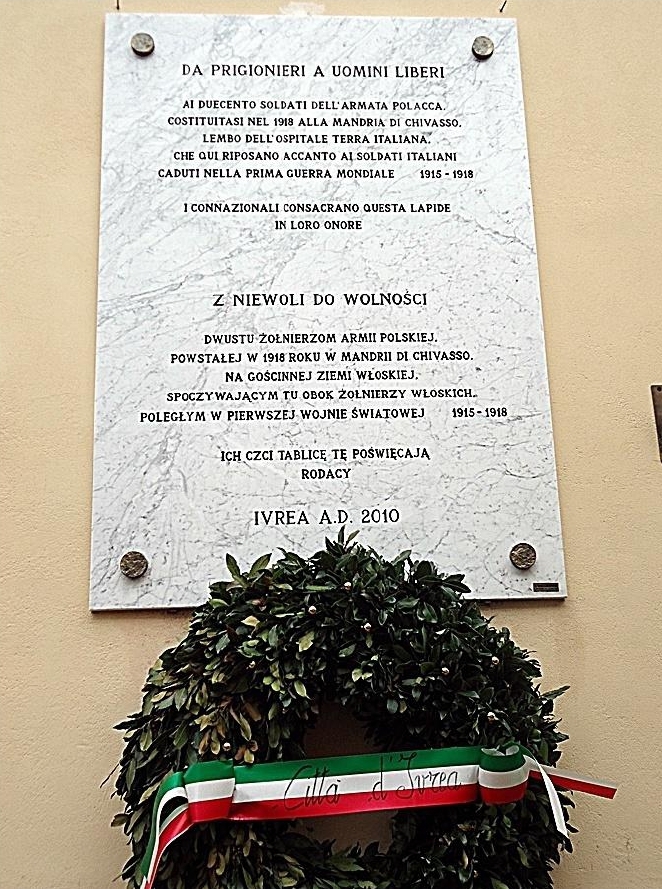 DA PRIGIONIERI A UOMINI LIBERI
AI DUECENTO SOLDATI DELL'ARMATA POLACCA.
COSTITUITASI NEL 1918 ALLA MANDRIA DI CHIVASSO.
LEMBO DELL'OSPITALE TERRA ITALIANA.
CHE QUI RIPOSANO ACCANTO AI SOLDATI ITALIANI
CADUTI NELLA PRIMA GUERRA MONDIALE 1915 - 1918
I CONNAZIONALI CONSACRANO QUESTA LAPIDE
IN LORO ONORE
Z NIEWOLI DO WOLNOŚCI
DWUSTU ŻOŁNIERZOM ARMII POLSKIEJ.
POWSTAŁEJ W 1918 ROKU W MANDRII DI CHIVASSO.
NA GOŚCINNEJ ZIEMI WŁOSKIEJ.
SPOCZYWAJĄCYM TU OBOK ŻOŁNIERZY WŁOSKICH.
POLEGŁYM W PIERWSZEJ WOJNIE ŚWIATOWEJ 1915 - 1918
ICH CZCI TABLICĘ TĘ POŚWIĘCAJĄ
RODACY
IVREA A.D. 2010
Città d'Ivrea